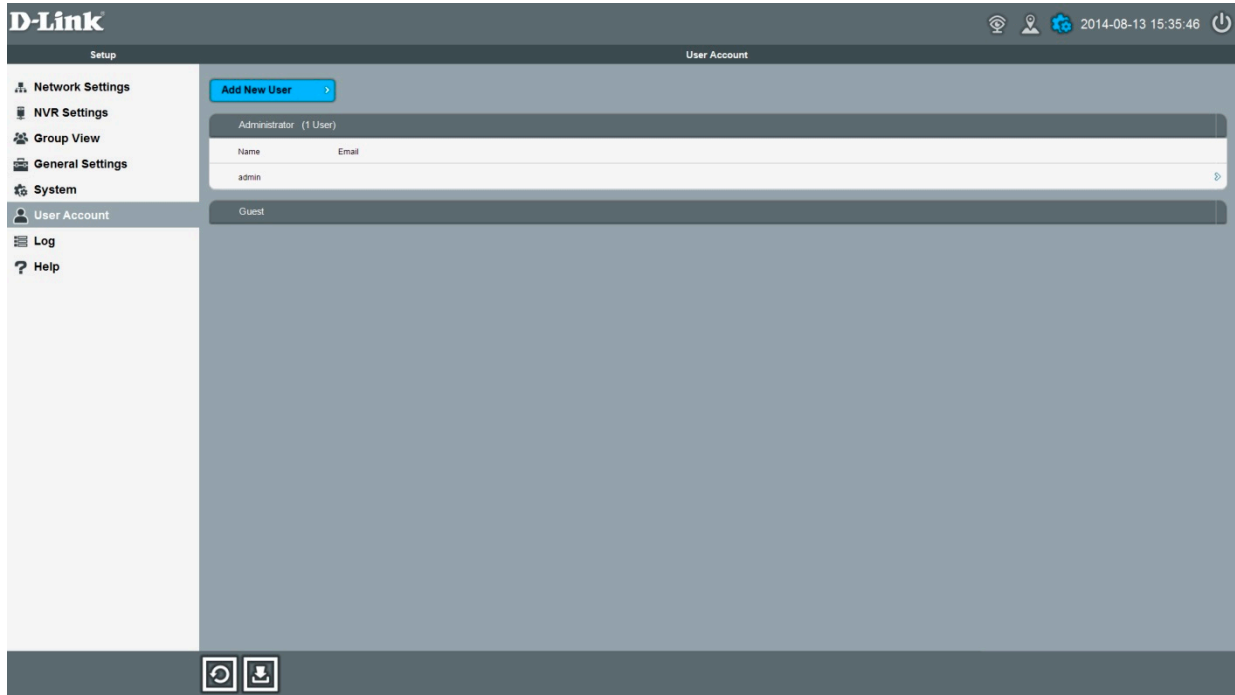 D-Link
2014-08-13 15:35:46
Setup
User Account
Network Settings
NVR Settings
Group View
General Settings
System
User Account
Log
Help
Add New User
Administrator (1 User)
Name Email
admin
Guest